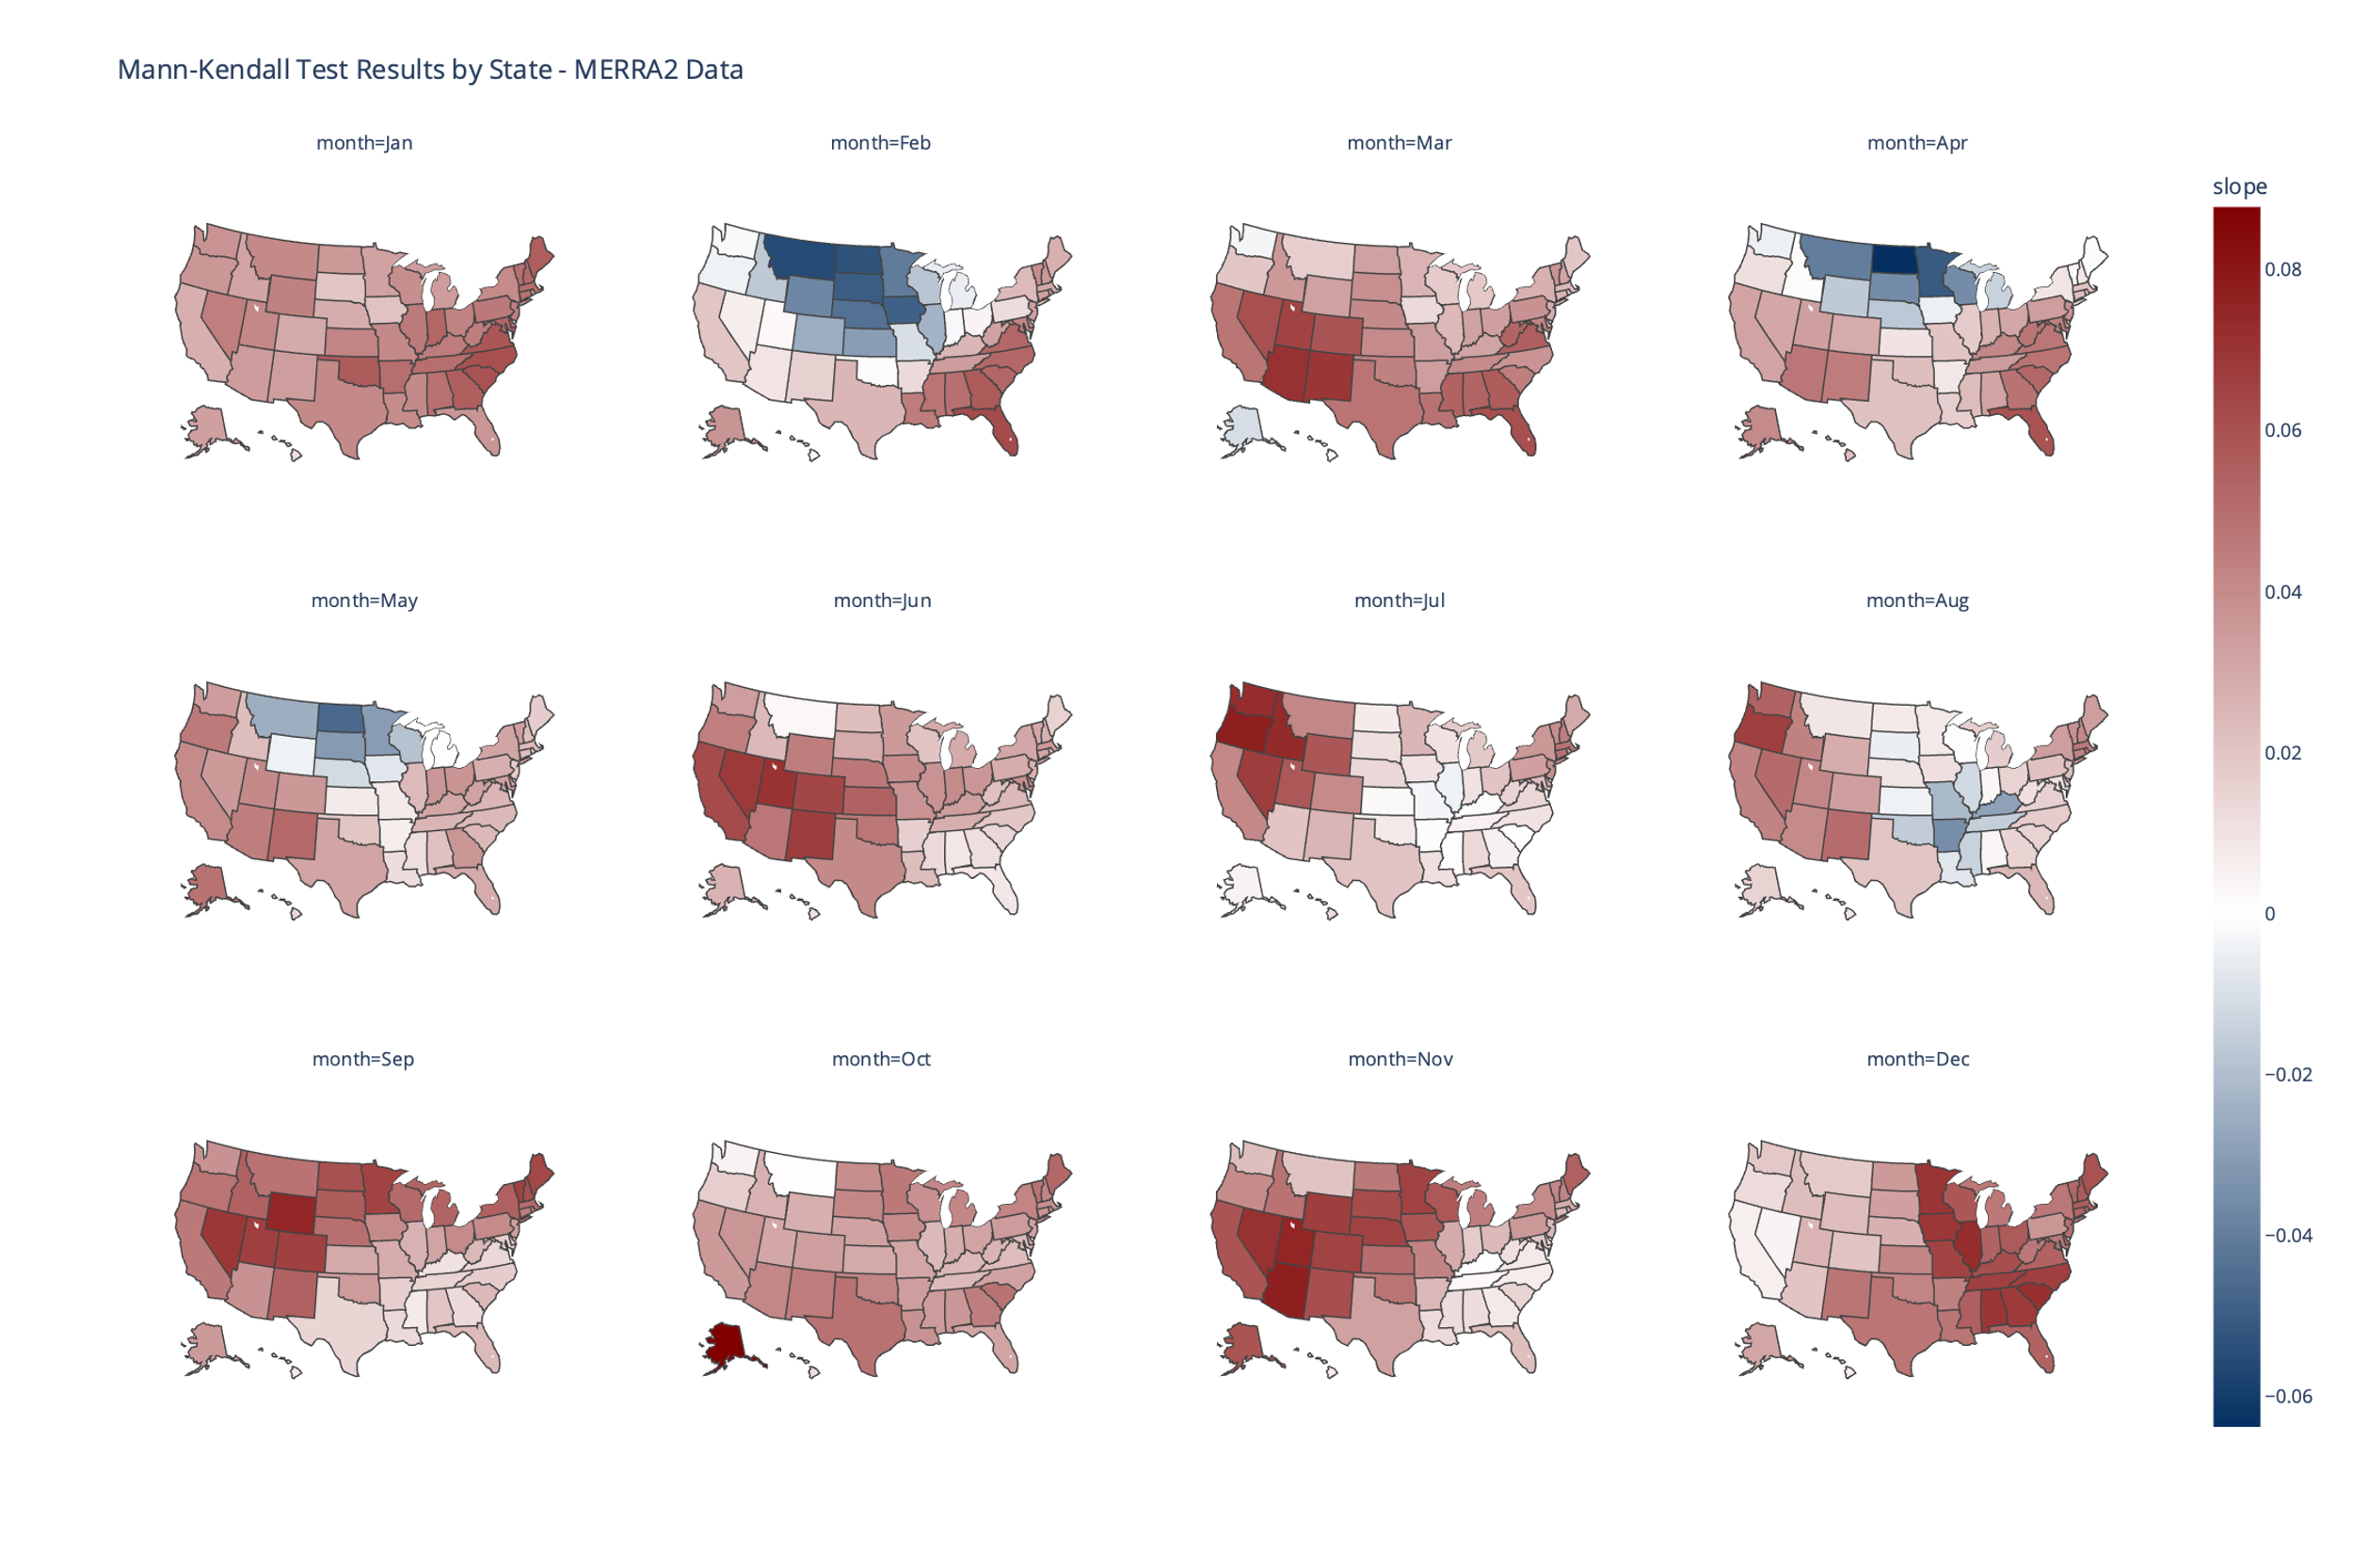 Mann-Kendall Test Results by State - MERRA2 Data
month=Jan
month=Feb
month=Mar
month=Apr
slope
0.08
0.06
0.04
0.02
0
−0.02
−0.04
−0.06
month=May
month=Jun
month=Jul
month=Aug
month=Sep
month=Oct
month=Nov
month=Dec